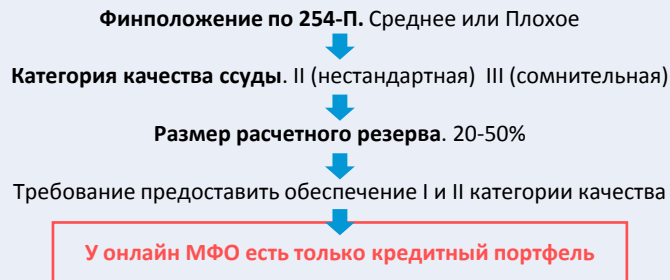 Финположение по 254-П. Среднее или Плохое
Категория качества ссуды. II (нестандартная) III (сомнительная)
Размер расчетного резерва. 20-50%
Требование предоставить обеспечение I и II категории качества
У онлайн МФО есть только кредитный портфель